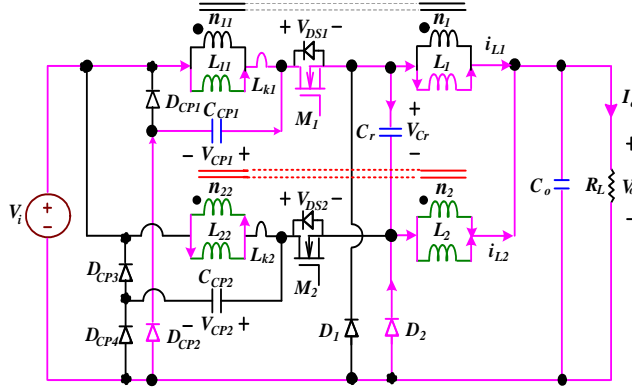 n11
+ VDS1 -
n1
iL1
L11
L1
Lk1
DCP1
CCP1
M1
Cr
+
VCr
-
- VCP1 +
n22
+ VDS2 -
n2
Vi
+
-
L22
L2
Lk2
iL2
Co
RL
+
-
DCP3
CCP2
M2
DCP4
DCP2
- VCP2 +
D1
D2